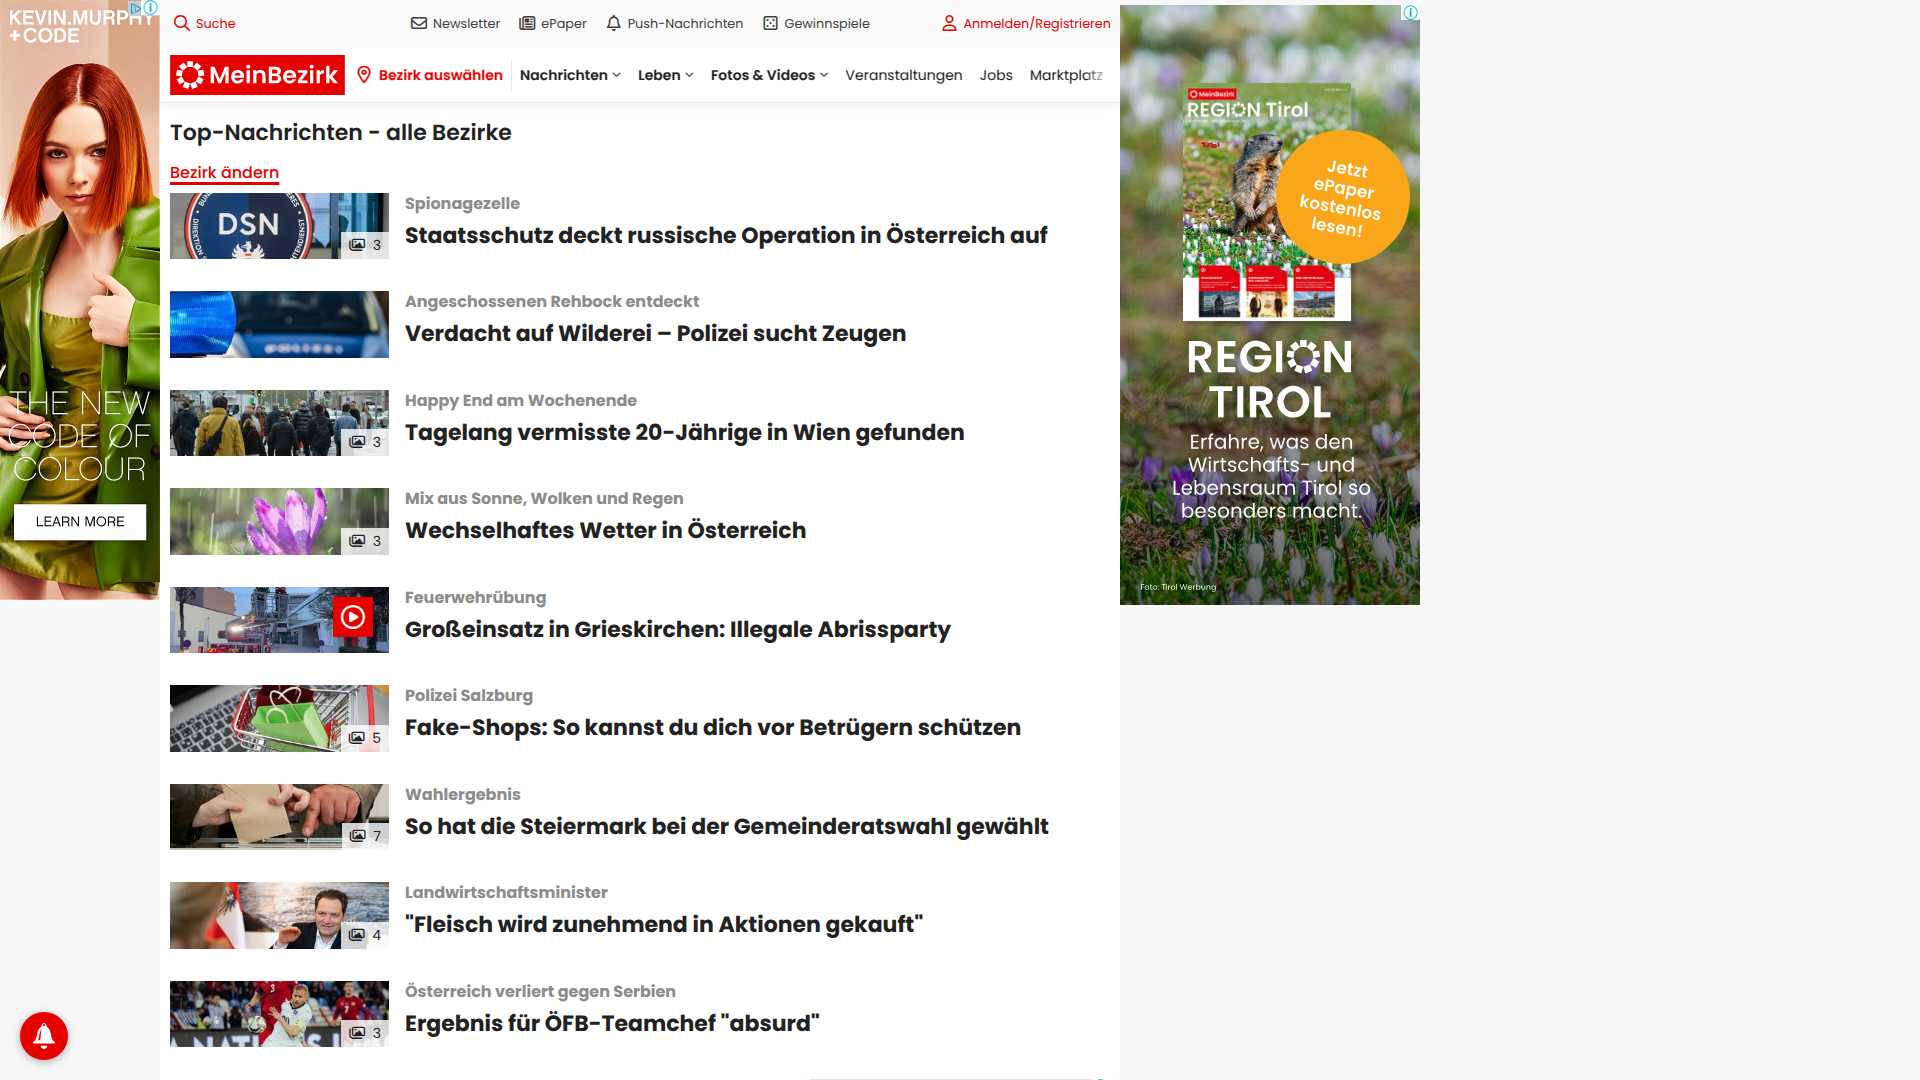 KEVIN.MURPHY
+CODE
THE NEW
CODE OF
COLOUR
LEARN MORE
Suche
Newsletter
ePaper
Push-Nachrichten
Gewinnspiele
Anmelden/Registrieren
MeinBezirk
Bezirk auswählen
Nachrichten
Leben
Fotos & Videos
Veranstaltungen
Jobs
Marktplatz
Top-Nachrichten - alle Bezirke
Bezirk ändern
DSN
3
Spionagezelle
Staatsschutz deckt russische Operation in Österreich auf
Angeschossenen Rehbock entdeckt
Verdacht auf Wilderei – Polizei sucht Zeugen
3
Happy End am Wochenende
Tagelang vermisste 20-Jährige in Wien gefunden
3
Mix aus Sonne, Wolken und Regen
Wechselhaftes Wetter in Österreich
Feuerwehrübung
Großeinsatz in Grieskirchen: Illegale Abrissparty
5
Polizei Salzburg
Fake-Shops: So kannst du dich vor Betrügern schützen
7
Wahlergebnis
So hat die Steiermark bei der Gemeinderatswahl gewählt
4
Landwirtschaftsminister
"Fleisch wird zunehmend in Aktionen gekauft"
3
Österreich verliert gegen Serbien
Ergebnis für ÖFB-Teamchef "absurd"
MeinBezirk
REGION Tirol
Jetzt
ePaper
kostenlos
lesen!
REGION
TIROL
Erfahre, was den
Wirtschafts- und
Lebensraum Tirol so
besonders macht.
Foto: Tirol Werbung